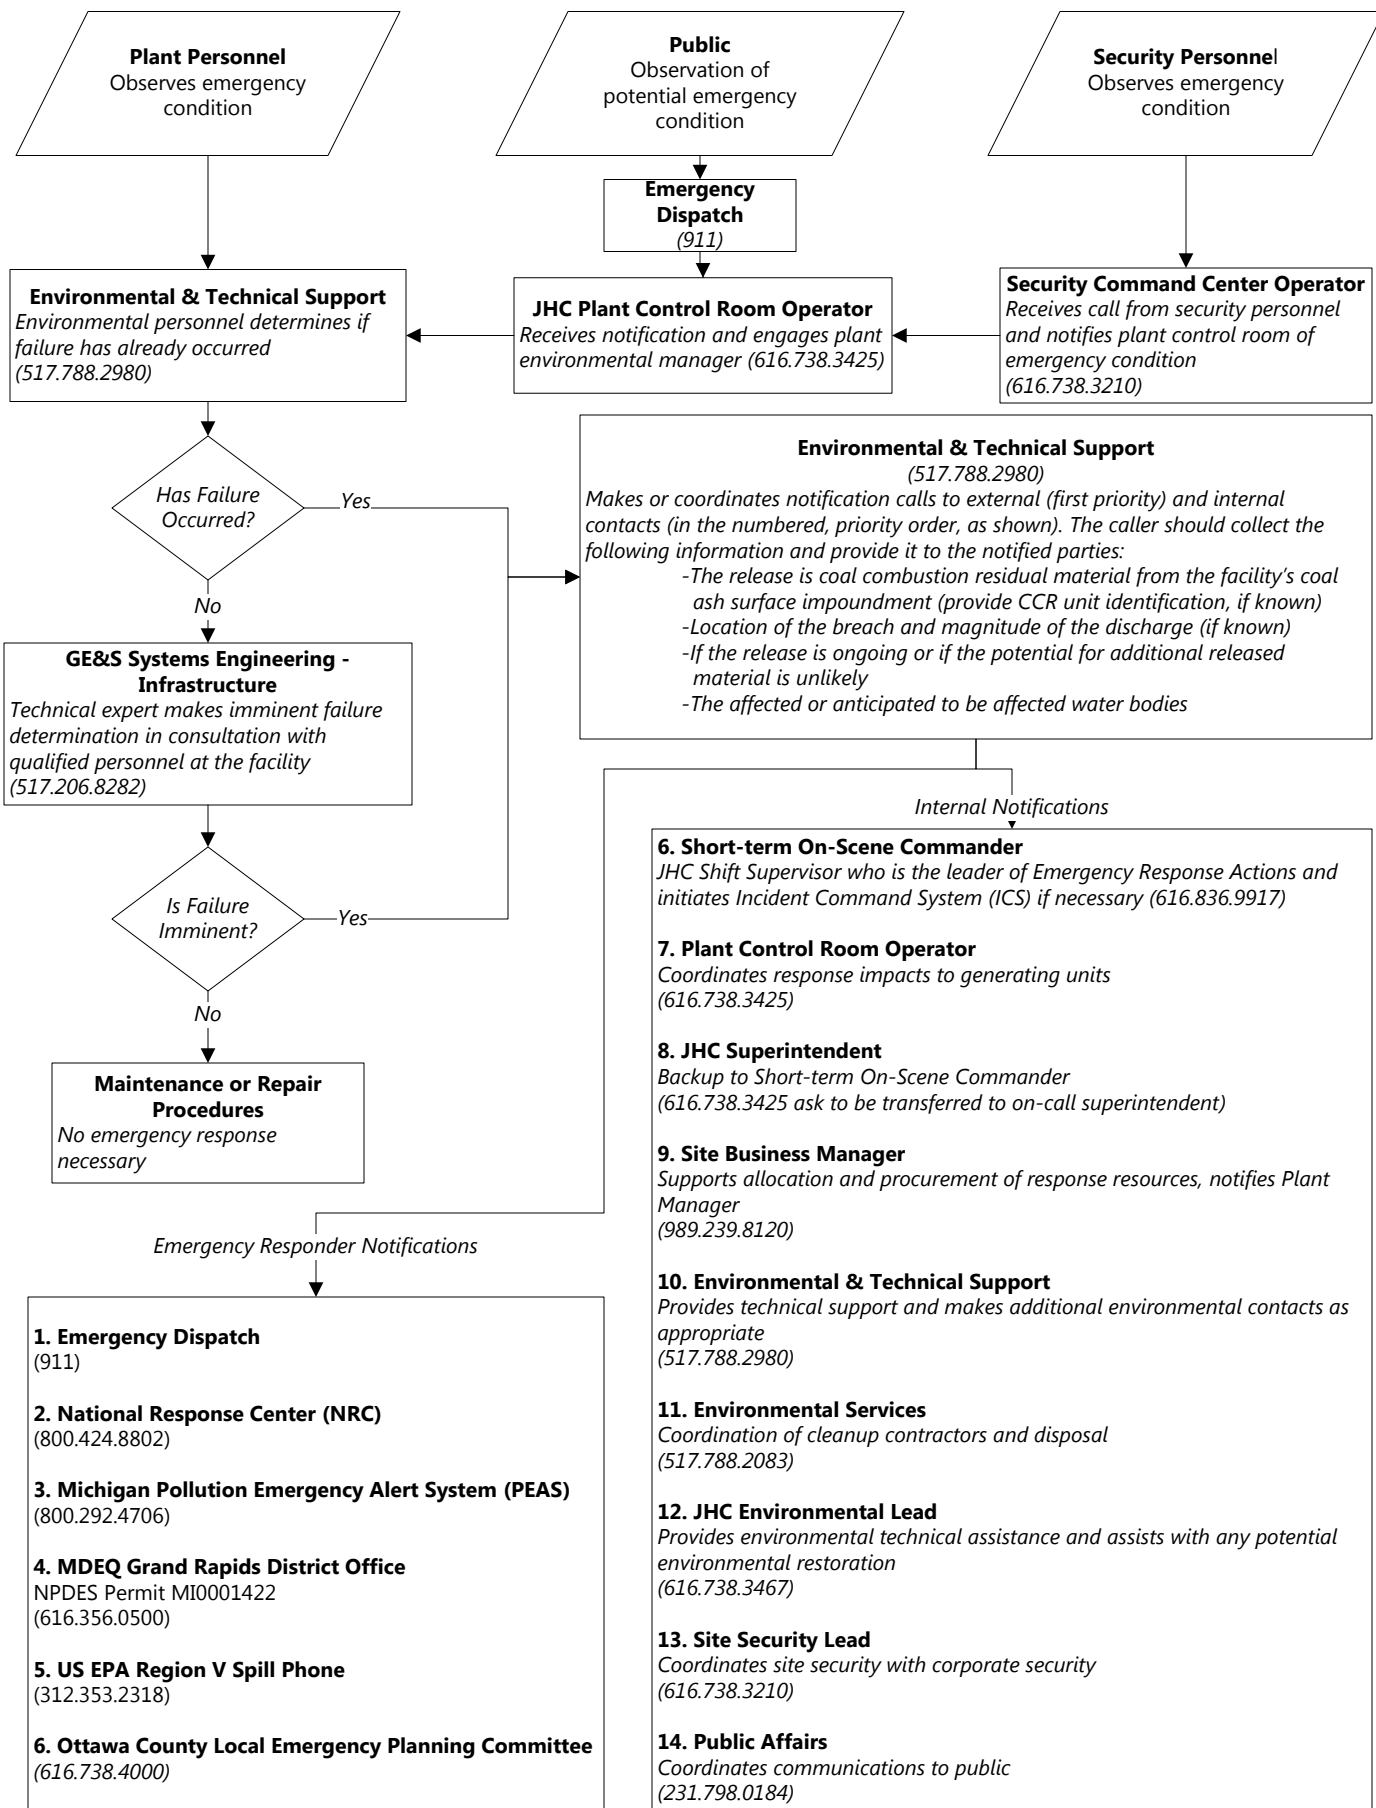 Plant Personnel
Observes emergency
condition
Public
Observation of
potential emergency
condition
Security Personnel
Observes emergency
condition
Emergency
Dispatch
(911)
Environmental & Technical Support
Environmental personnel determines if
failure has already occurred
(517.788.2980)
JHC Plant Control Room Operator
Receives notification and engages plant
environmental manager (616.738.3425)
Security Command Center Operator
Receives call from security personnel
and notifies plant control room of
emergency condition
(616.738.3210)
Has Failure
Occurred?
Yes
No
Environmental & Technical Support
(517.788.2980)
Makes or coordinates notification calls to external (first priority) and internal
contacts (in the numbered, priority order, as shown). The caller should collect the
following information and provide it to the notified parties:
-The release is coal combustion residual material from the facility's coal
ash surface impoundment (provide CCR unit identification, if known)
-Location of the breach and magnitude of the discharge (if known)
-If the release is ongoing or if the potential for additional released
material is unlikely
-The affected or anticipated to be affected water bodies
GE&S Systems Engineering -
Infrastructure
Technical expert makes imminent failure
determination in consultation with
qualified personnel at the facility
(517.206.8282)
Is Failure
Imminent?
Yes
No
Maintenance or Repair
Procedures
No emergency response
necessary
Emergency Responder Notifications
1. Emergency Dispatch
(911)
2. National Response Center (NRC)
(800.424.8802)
3. Michigan Pollution Emergency Alert System (PEAS)
(800.292.4706)
4. MDEQ Grand Rapids District Office
NPDES Permit MI0001422
(616.356.0500)
5. US EPA Region V Spill Phone
(312.353.2318)
6. Ottawa County Local Emergency Planning Committee
(616.738.4000)
Internal Notifications
6. Short-term On-Scene Commander
JHC Shift Supervisor who is the leader of Emergency Response Actions and
initiates Incident Command System (ICS) if necessary (616.836.9917)
7. Plant Control Room Operator
Coordinates response impacts to generating units
(616.738.3425)
8. JHC Superintendent
Backup to Short-term On-Scene Commander
(616.738.3425 ask to be transferred to on-call superintendent)
9. Site Business Manager
Supports allocation and procurement of response resources, notifies Plant
Manager
(989.239.8120)
10. Environmental & Technical Support
Provides technical support and makes additional environmental contacts as
appropriate
(517.788.2980)
11. Environmental Services
Coordination of cleanup contractors and disposal
(517.788.2083)
12. JHC Environmental Lead
Provides environmental technical assistance and assists with any potential
environmental restoration
(616.738.3467)
13. Site Security Lead
Coordinates site security with corporate security
(616.738.3210)
14. Public Affairs
Coordinates communications to public
(231.798.0184)